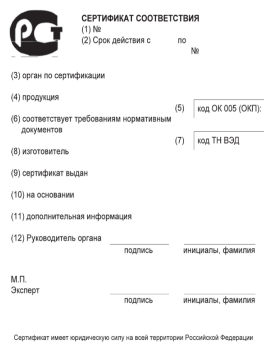 РСТ
СЕРТИФИКАТ СООТВЕТСТВИЯ
(1) №
(2) Срок действия с по
№
(3) орган по сертификации
(4) продукция
(5) код ОК 005 (ОКП):
(6) соответствует требованиям нормативным
документов
(7) код ТН ВЭД
(8) изготовитель
(9) сертификат выдан
(10) на основании
(11) дополнительная информация
(12) Руководитель органа
подпись инициалы, фамилия
М.П.
Эксперт
подпись инициалы, фамилия
Сертификат имеет юридическую силу на всей территории Российской Федерации